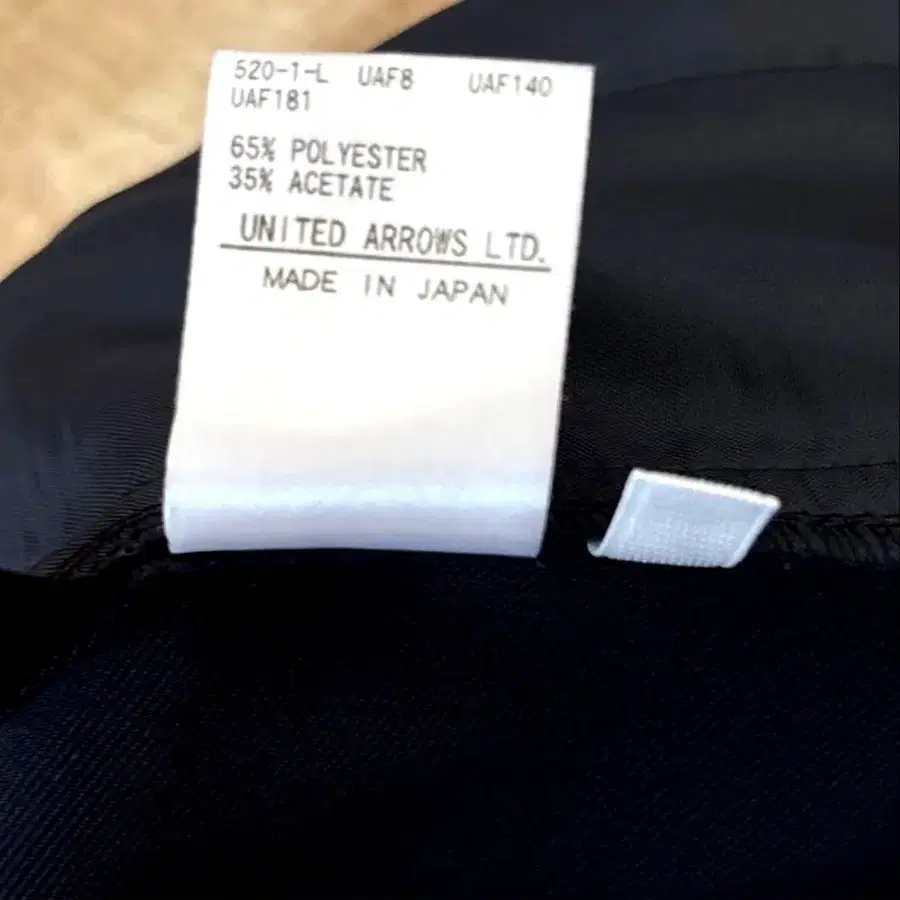 520-1-L UAF8 UAF140
UAF181
65% POLYESTER
35% ACETATE
UNITED ARROWS LTD.
MADE IN JAPAN